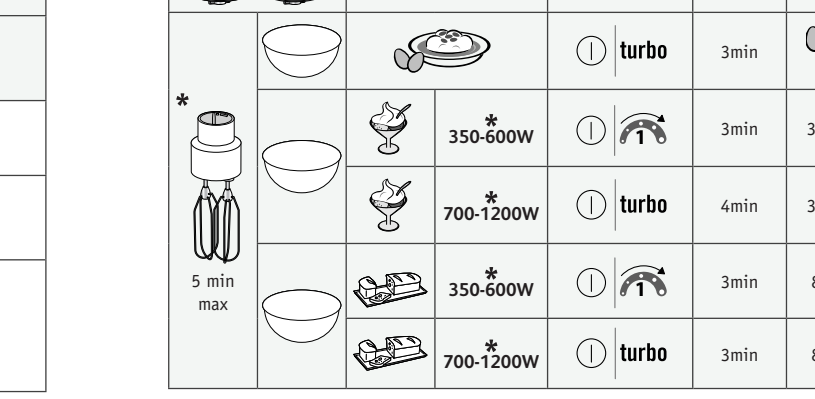 turbo
3min
*
*
350-600W
1
3min
3
*
700-1200W
turbo
4min
3
5 min
max
*
350-600W
1
3min
8
*
700-1200W
turbo
3min
8